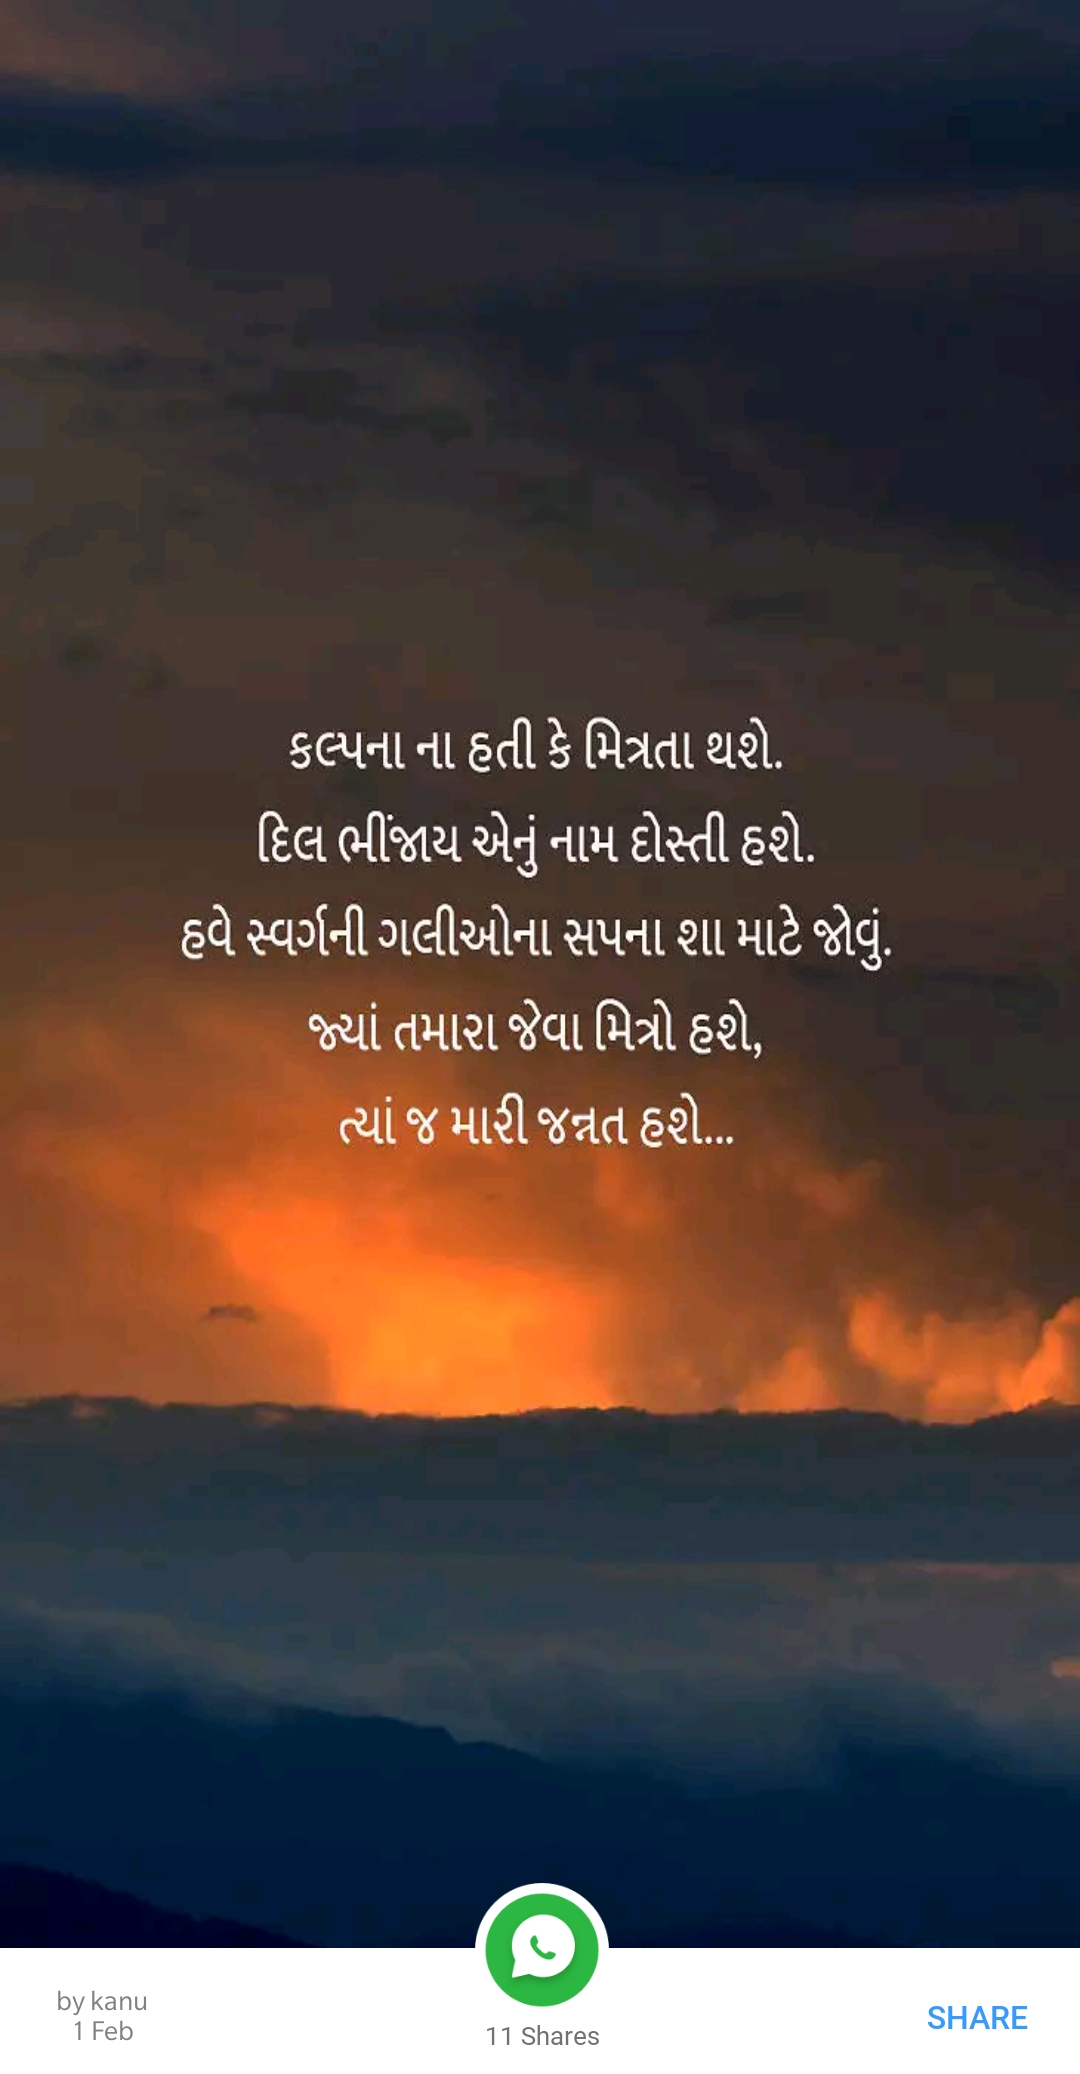 કલ્પના ના હતી કે મિત્રતા થશે.
દિલ ભીંજાય એનું નામ દોસ્તી હશે.
હવે સ્વર્ગની ગલીઓના સપના શા માટે જોવું.
જ્યાં તમારા જેવા મિત્રો હશે,
ત્યાં જ મારી જન્નત હશે...
by kanu
1 Feb
11 Shares
SHARE